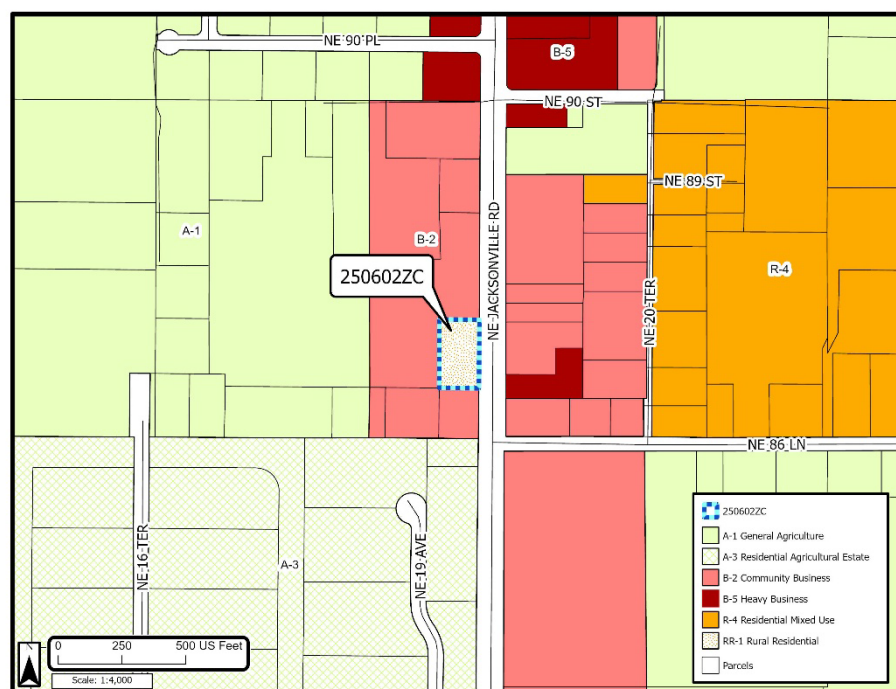 NE 90 PL
B-5
NE 90 ST
NE 89 ST
A-1
B-2
NE JACKSONVILLE RD
250602ZC
R-4
NE 20 TER
NE 86 LN
NE 16 TER
A-3
NE 19 AVE
250602ZC
A-1 General Agriculture
A-3 Residential Agricultural Estate
B-2 Community Business
B-5 Heavy Business
R-4 Residential Mixed Use
RR-1 Rural Residential
Parcels
N
0 250 500 US Feet
Scale: 1:4,000